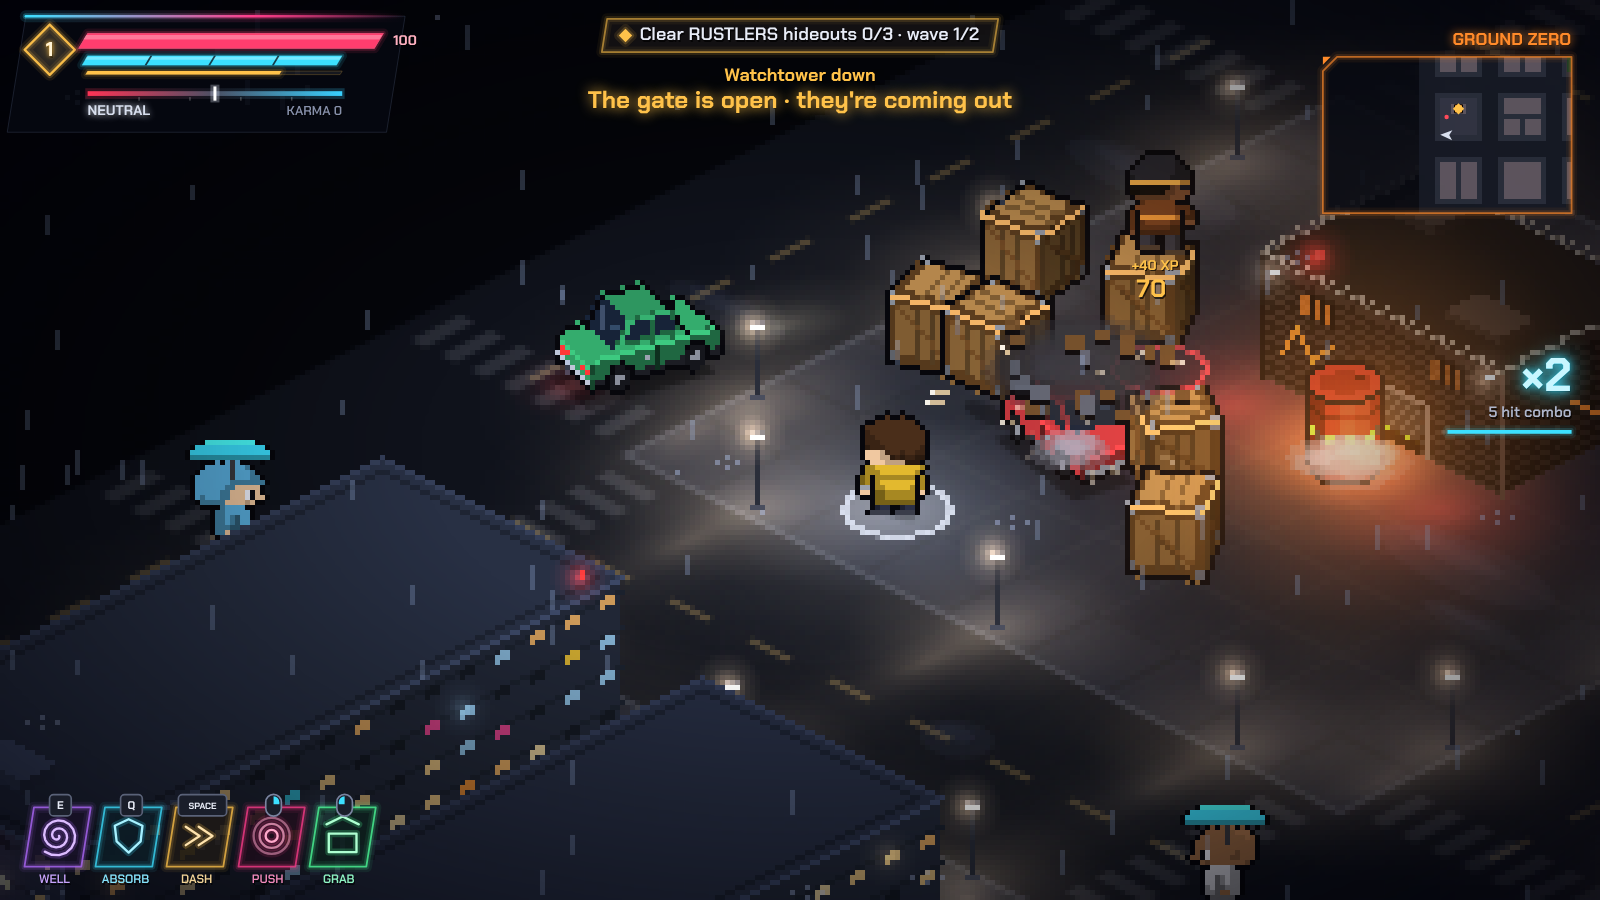 1
100
NEUTRAL
KARMA 0
Clear RUSTLERS hideouts 0/3 · wave 1/2
Watchtower down
The gate is open · they're coming out
GROUND ZERO
+40 XP
70
×2
5 hit combo
E
Q
SPACE
WELL
ABSORB
DASH
PUSH
GRAB